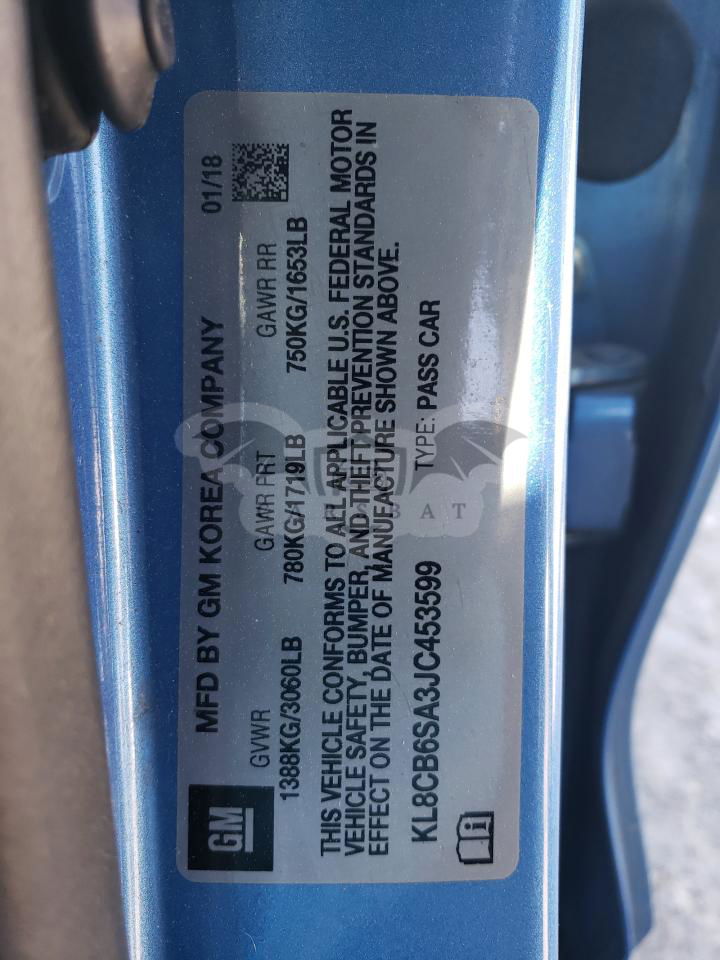 MFD BY GM KOREA COMPANY 01/18
GM
GVWR GAWR FRT GAWR RR
1388KG/3060LB 780KG/1719LB 750KG/1653LB
THIS VEHICLE CONFORMS TO ALL APPLICABLE U.S. FEDERAL MOTOR
VEHICLE SAFETY, BUMPER, AND THEFT PREVENTION STANDARDS IN
EFFECT ON THE DATE OF MANUFACTURE SHOWN ABOVE.
KL8CB6SA3JC453599 TYPE: PASS CAR
CARSBAT